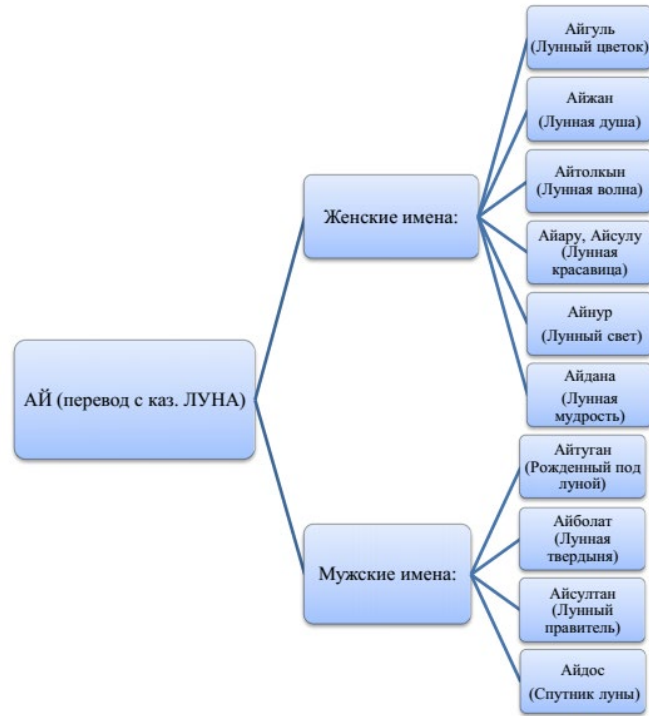 АЙ (перевод с каз. ЛУНА)
Женские имена:
Айгуль
(Лунный цветок)
Айжан
(Лунная душа)
Айтолкын
(Лунная волна)
Айару, Айсулу
(Лунная
красавица)
Айнур
(Лунный свет)
Айдана
(Лунная
мудрость)
Мужские имена:
Айтуган
(Рожденный под
луной)
Айболат
(Лунная
твердыня)
Айсултан
(Лунный
правитель)
Айдос
(Спутник луны)